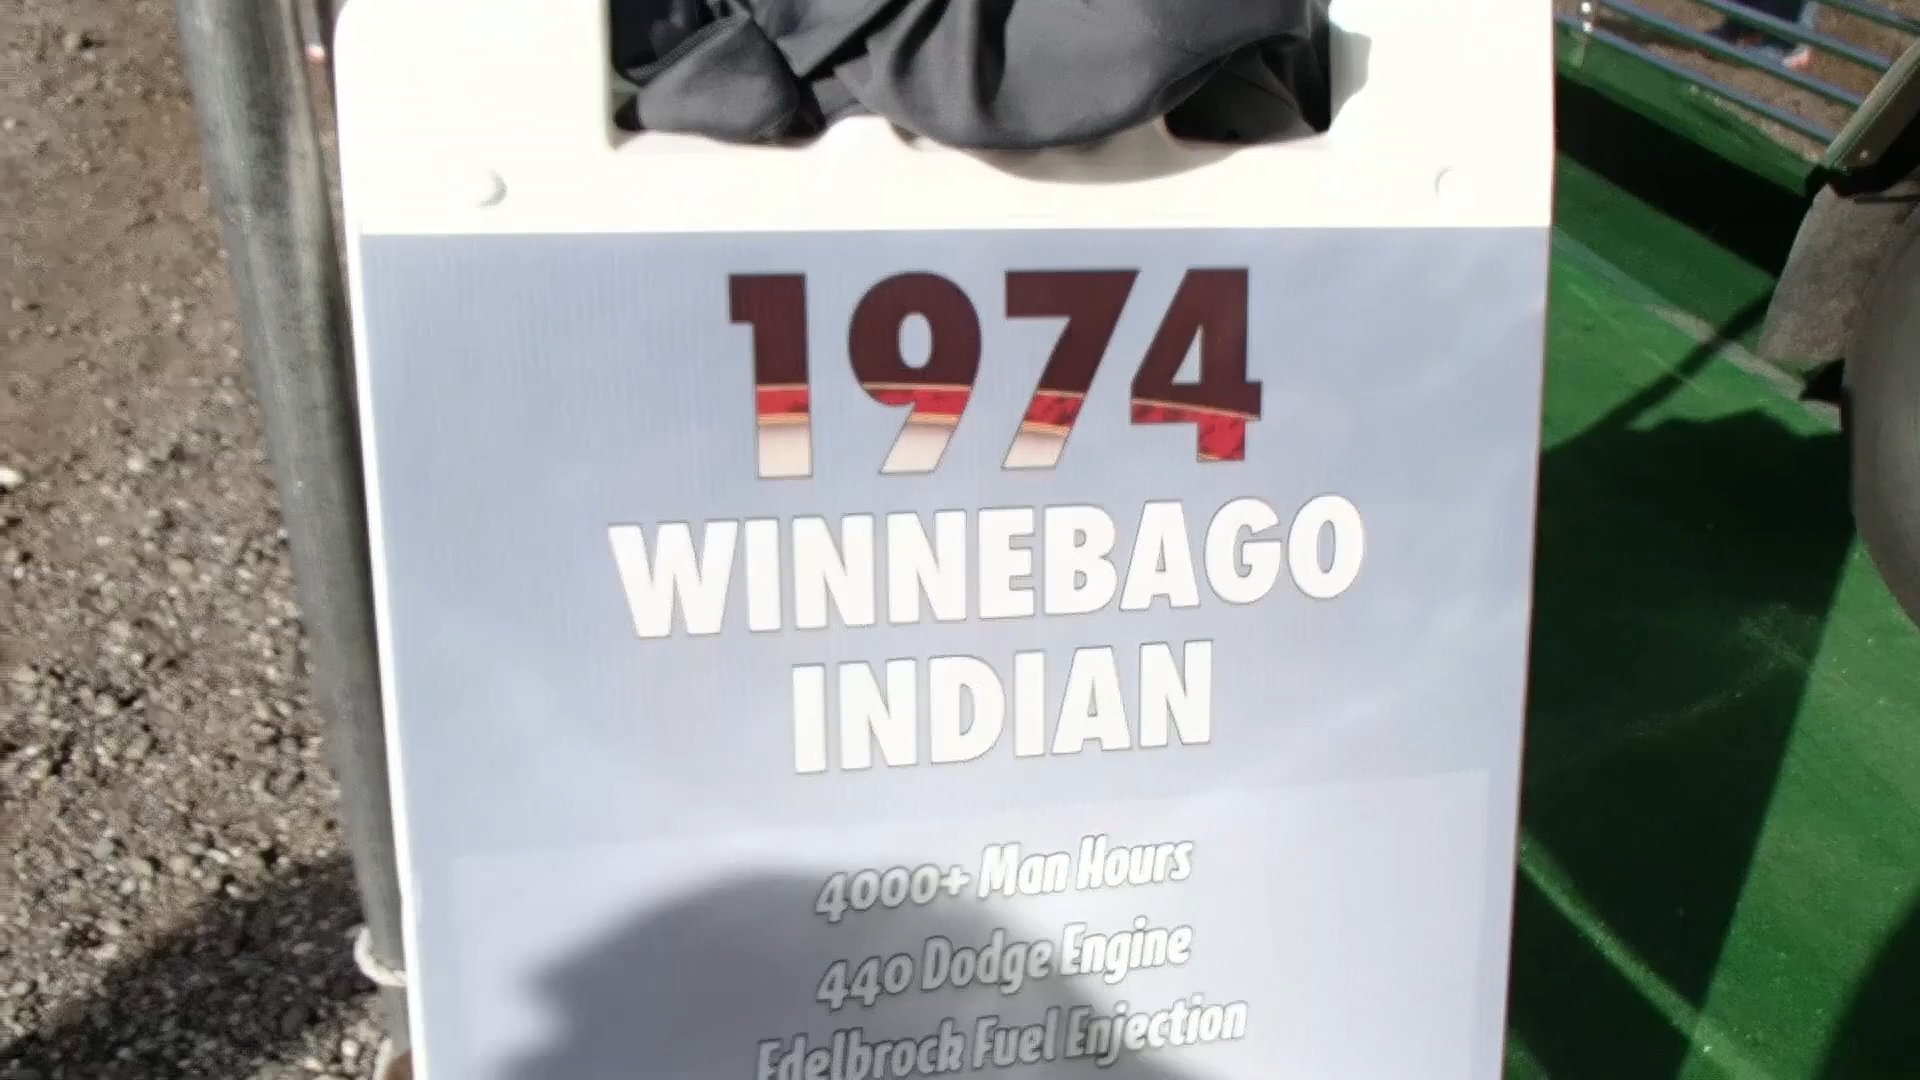 1974
WINNEBAGO
INDIAN
4000+ Man Hours
440 Dodge Engine
Edelbrock Fuel Enjection